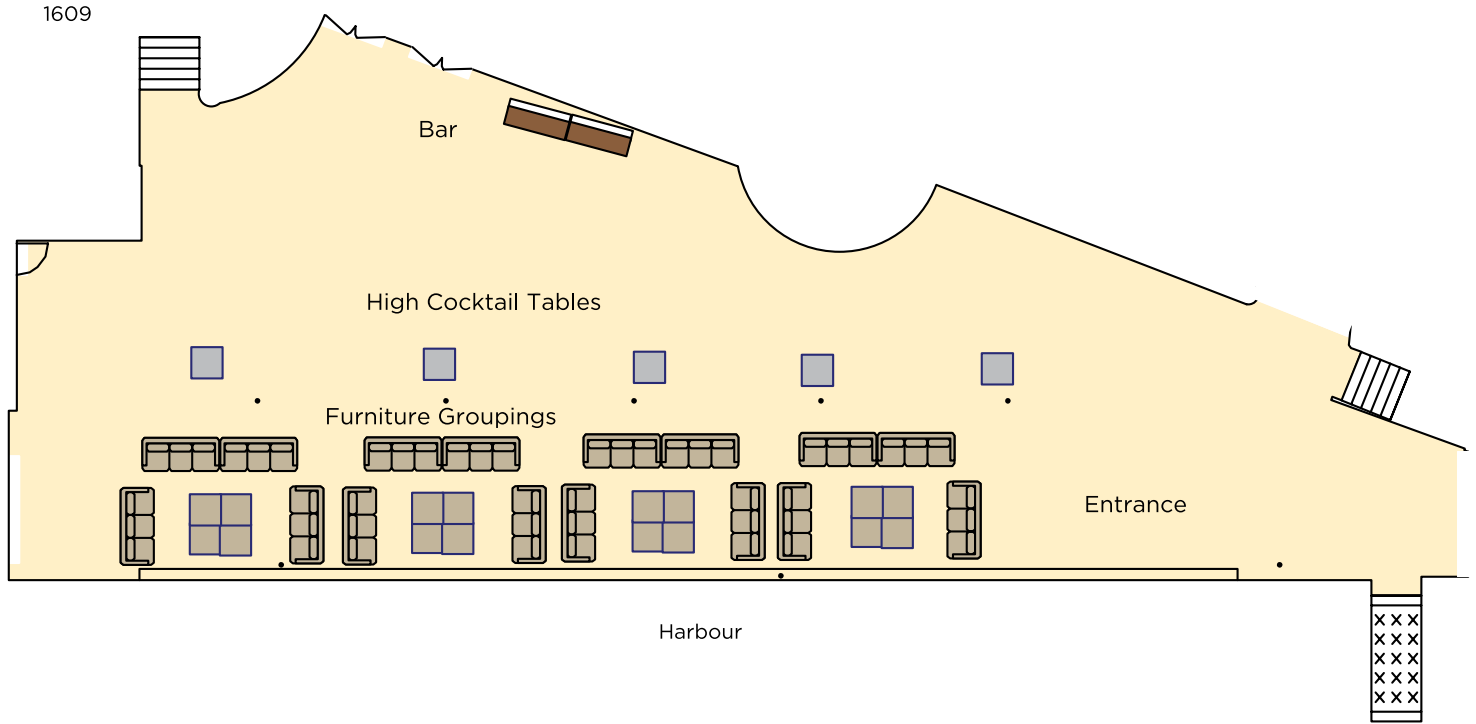 1609
Bar
High Cocktail Tables
Furniture Groupings
Entrance
Harbour